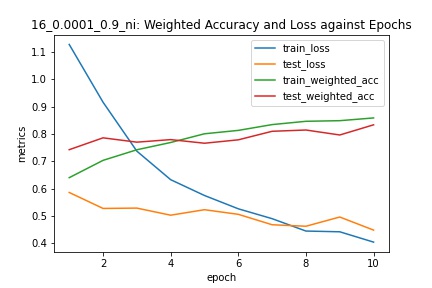 16_0.0001_0.9_ni: Weighted Accuracy and Loss against Epochs
train_loss
test_loss
train_weighted_acc
test_weighted_acc
metrics
1.1
1.0
0.9
0.8
0.7
0.6
0.5
0.4
2 4 6 8 10
epoch